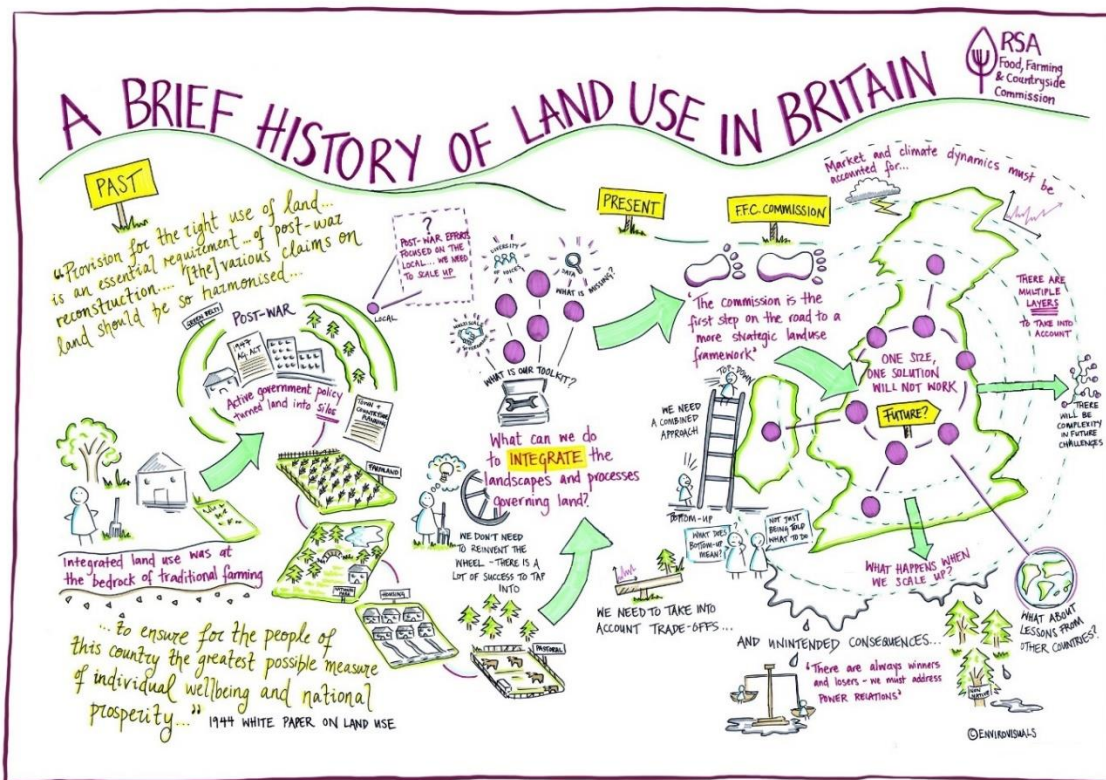 A BRIEF HISTORY OF LAND USE IN BRITAIN
RSA
Food, Farming
& Countryside
Commission
PAST
"Provision for the right use of land...
is an essential requirement... of post-war
reconstruction.... [the] various claims on
land should be so harmonised...
GREEN BELTS
POST-WAR
1947
AG. ACT
Active government policy
turned land into silos
TOWN +
COUNTRYSIDE
PLANNING
Integrated land use was at
the bedrock of traditional farming
FARMLAND
NATIONAL
PARK
HOUSING
PASTORAL
...to ensure for the people of
this country the greatest possible measure
of individual wellbeing and national
prosperity..."
1944 WHITE PAPER ON LAND USE
?
POST-WAR EFFORTS
FOCUSED ON THE
LOCAL... WE NEED
TO SCALE UP
LOCAL
DIVERSITY
OF VOICES
DATA
WHAT IS MISSING?
MULTISCALE
GOVERNMENT
WHAT IS OUR TOOLKIT?
What can we do
to INTEGRATE the
landscapes and processes
governing land?
WE DON'T NEED
TO REINVENT THE
WHEEL - THERE IS A
LOT OF SUCCESS TO TAP
INTO
PRESENT
F.F.C. COMMISSION
'The commission is the
first step on the road to a
more strategic landuse
framework'
TOP-DOWN
WE NEED
A COMBINED
APPROACH
BOTTOM-UP
WHAT DOES
BOTTOM-UP
MEAN?
NOT JUST
BEING TOLD
WHAT TO DO
WE NEED TO TAKE INTO
ACCOUNT TRADE-OFFS...
AND UNINTENDED CONSEQUENCES...
'There are always winners
and losers - we must address
POWER RELATIONS'
Market and climate dynamics must be
accounted for...
THERE ARE
MULTIPLE
LAYERS
TO TAKE INTO
ACCOUNT
ONE SIZE,
ONE SOLUTION
WILL NOT WORK
FUTURE?
THERE
WILL BE
COMPLEXITY
IN FUTURE
CHALLENGES
WHAT HAPPENS WHEN
WE SCALE UP?
WHAT ABOUT
LESSONS FROM
OTHER COUNTRIES?
NON
NATIVE
©ENVIROVISUALS